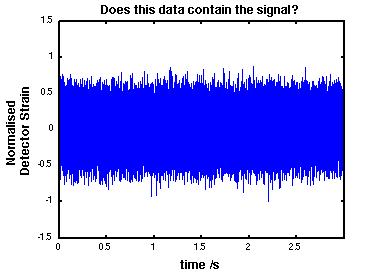 Does this data contain the signal?
1.5
1
0.5
0
-0.5
-1
-1.5
Normalised
Detector Strain
0 0.5 1 1.5 2 2.5
time /s